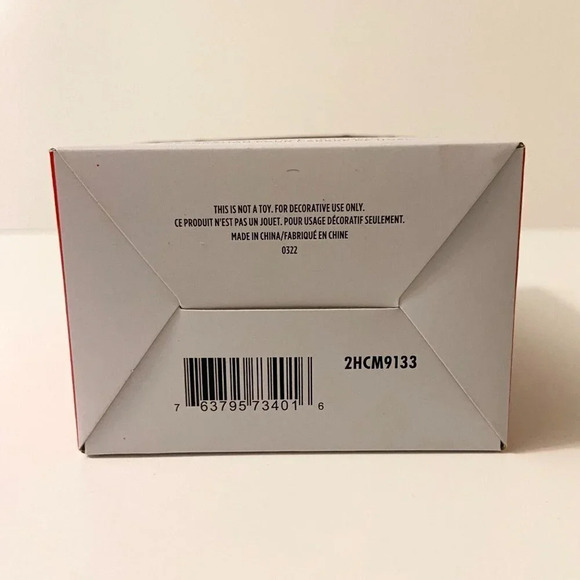 THIS IS NOT A TOY. FOR DECORATIVE USE ONLY.
CE PRODUIT N'EST PAS UN JOUET. POUR USAGE DÉCORATIF SEULEMENT.
MADE IN CHINA/FABRIQUÉ EN CHINE
0322
2HCM9133
7 63795 73401 6